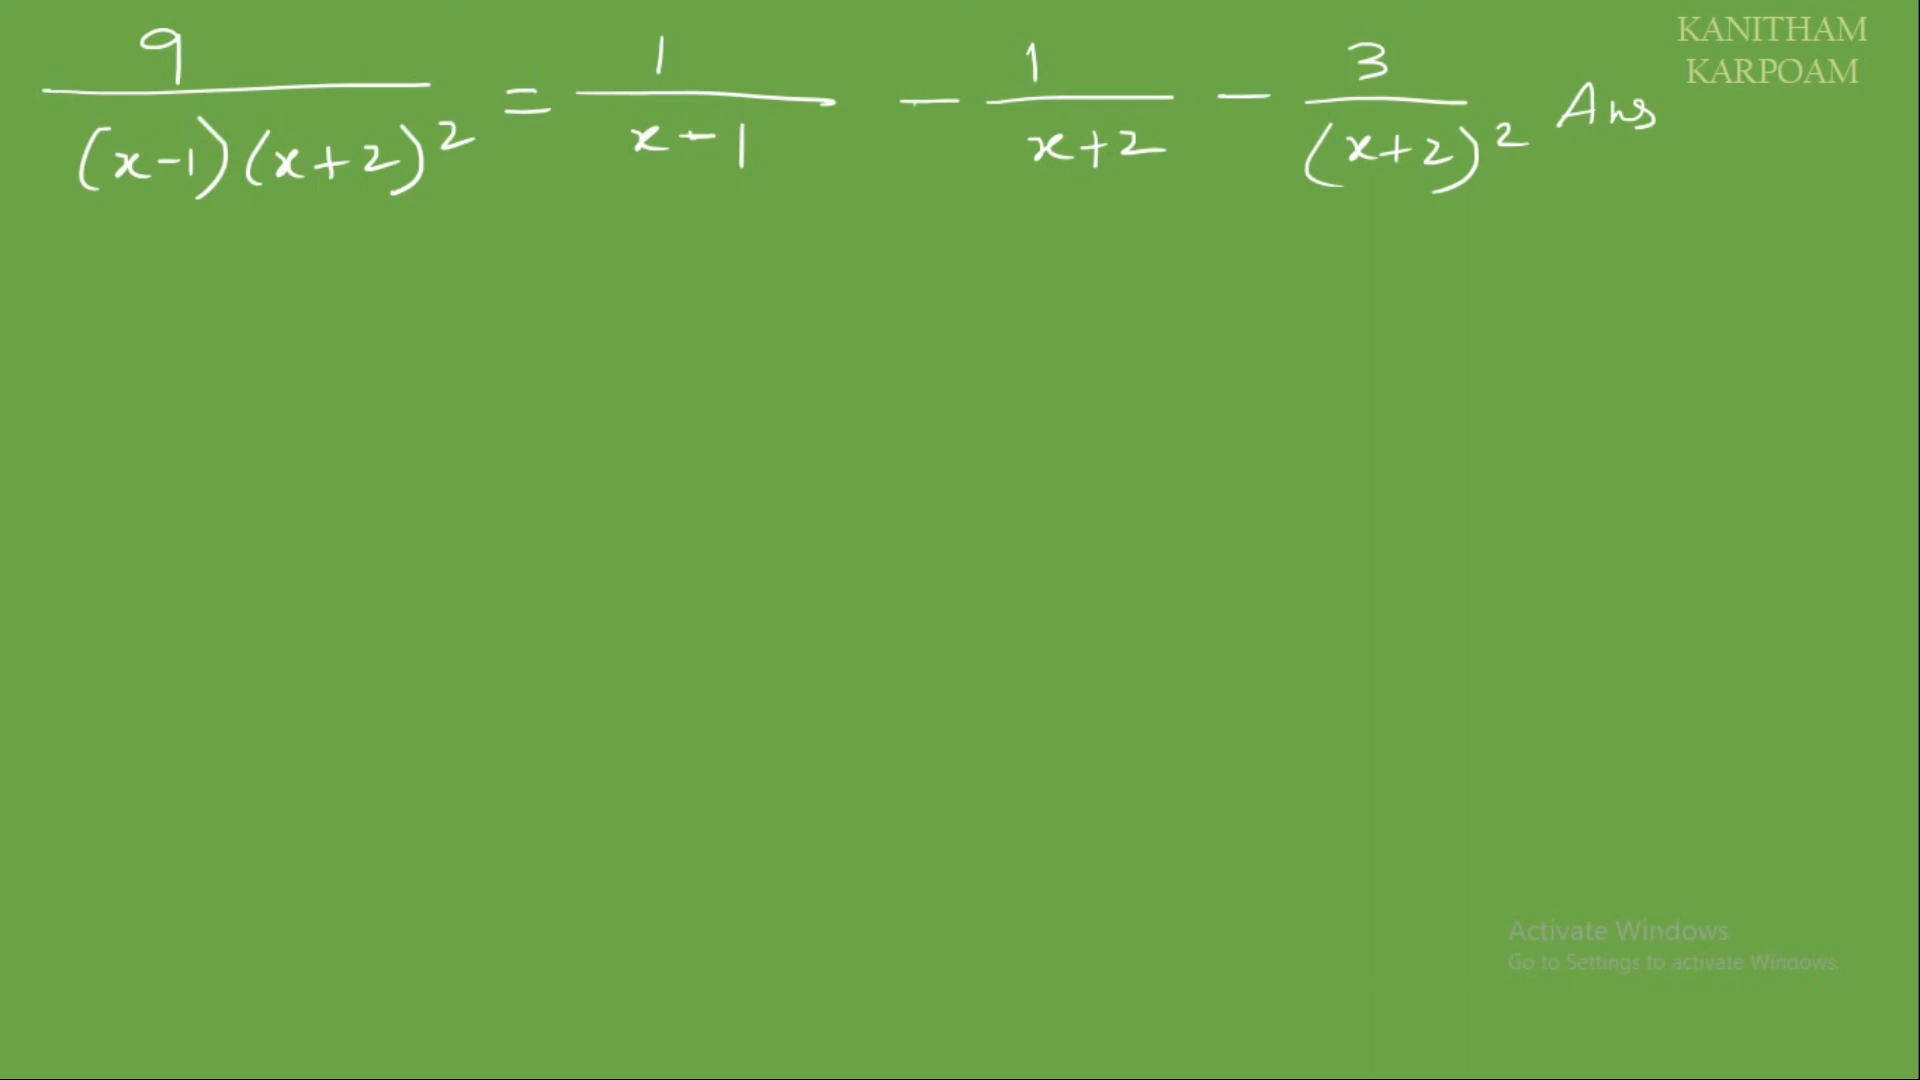 9/((x-1)(x+2)²) = 1/(x-1) - 1/(x+2) - 3/(x+2)² Ans
KANITHAM
KARPOAM
Activate Windows
Go to Settings to activate Windows.